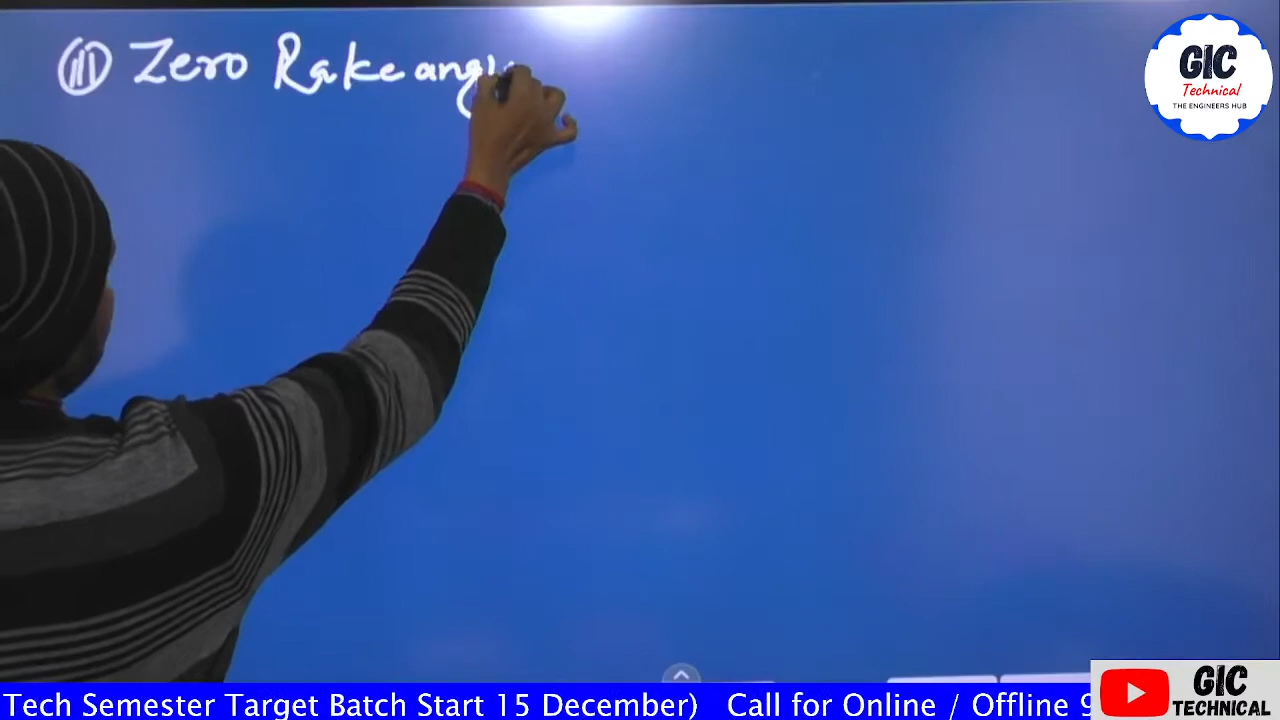 (III) Zero Rake ang
GIC
Technical
THE ENGINEERS HUB
Tech Semester Target Batch Start 15 December) Call for Online / Offline 9
GIC
TECHNICAL